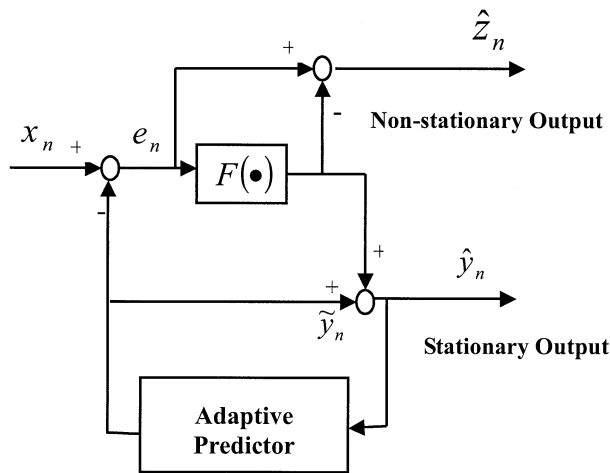 +
ẑₙ
-
Non-stationary Output
xₙ
+
eₙ
F(•)
-
+
ŷₙ
+
ỹₙ
Stationary Output
Adaptive
Predictor